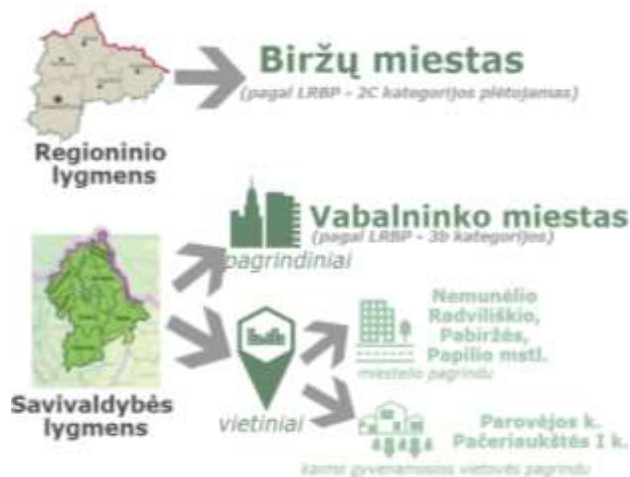 Biržų miestas
(pagal LRBP - 2C kategorijos plėtojamas)
Regioninio
lygmens
Vabalninko miestas
(pagal LRBP - 3b kategorijos)
pagrindiniai
Nemunėlio
Radviliškio,
Pabiržės,
Papilio mstl.
miestelio pagrindu
Savivaldybės
lygmens
vietiniai
Parovėjos k.
Pačeriaukštės I k.
kaimo gyvenamosios vietovės pagrindu